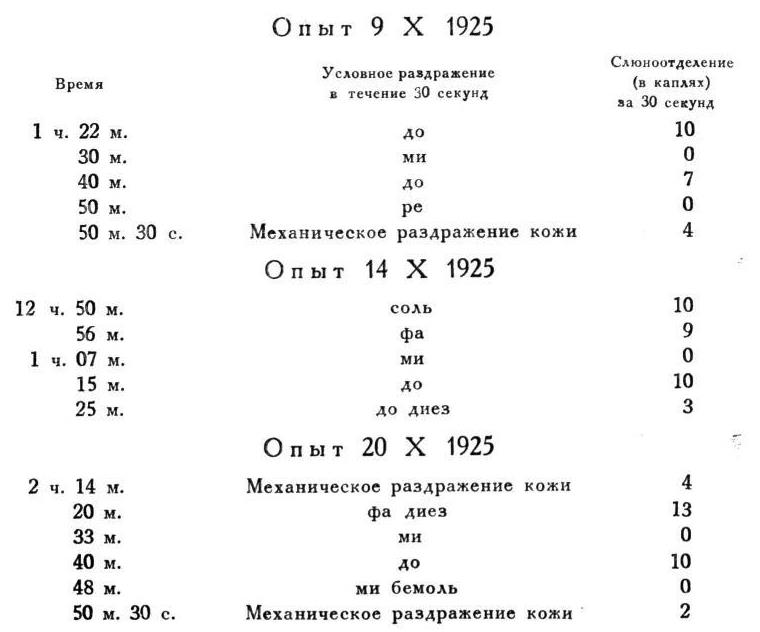 Опыт 9 X 1925
Время Условное раздражение в течение 30 секунд Слюноотделение (в каплях) за 30 секунд
1 ч. 22 м. до 10
30 м. ми 0
40 м. до 7
50 м. ре 0
50 м. 30 с. Механическое раздражение кожи 4
Опыт 14 X 1925
12 ч. 50 м. соль 10
56 м. фа 9
1 ч. 07 м. ми 0
15 м. до 10
25 м. до диез 3
Опыт 20 X 1925
2 ч. 14 м. Механическое раздражение кожи 4
20 м. фа диез 13
33 м. ми 0
40 м. до 10
48 м. ми бемоль 0
50 м. 30 с. Механическое раздражение кожи 2